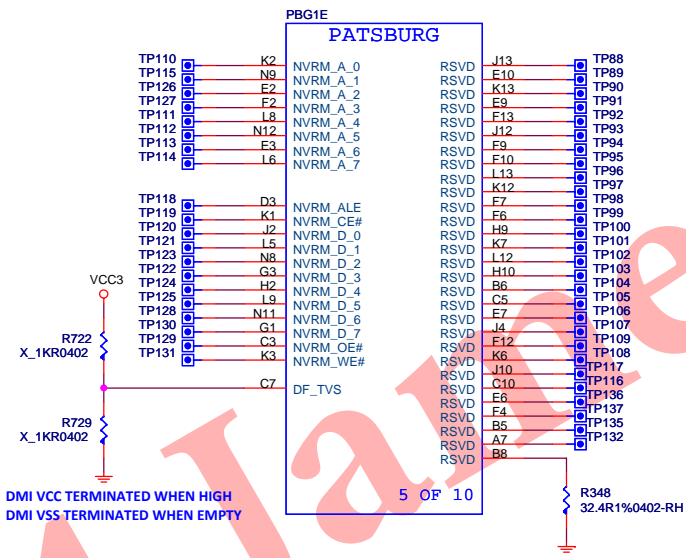 PBG1E
PATSBURG
TP110 K2 NVRM_A_0 RSVD J13 TP88
TP115 N9 NVRM_A_1 RSVD E10 TP89
TP126 E2 NVRM_A_2 RSVD K13 TP90
TP127 F2 NVRM_A_3 RSVD E9 TP91
TP111 L8 NVRM_A_4 RSVD F13 TP92
TP112 N12 NVRM_A_5 RSVD J12 TP93
TP113 E3 NVRM_A_6 RSVD F9 TP94
TP114 L6 NVRM_A_7 RSVD F10 TP95
RSVD L13 TP96
RSVD K12 TP97
TP118 D3 NVRM_ALE RSVD F7 TP98
TP119 K1 NVRM_CE# RSVD F6 TP99
TP120 J2 NVRM_D_0 RSVD H9 TP100
TP121 L5 NVRM_D_1 RSVD K7 TP101
TP123 N8 NVRM_D_2 RSVD L12 TP102
TP122 G3 NVRM_D_3 RSVD H10 TP103
TP124 H2 NVRM_D_4 RSVD B6 TP104
TP125 L9 NVRM_D_5 RSVD C5 TP105
TP128 N11 NVRM_D_6 RSVD E7 TP106
TP130 G1 NVRM_D_7 RSVD J4 TP107
TP129 C3 NVRM_OE# RSVD F12 TP109
TP131 K3 NVRM_WE# RSVD K6 TP108
RSVD J10 TP117
C7 DF_TVS RSVD C10 TP116
RSVD E6 TP136
RSVD F4 TP137
RSVD B5 TP135
RSVD A7 TP132
RSVD B8
VCC3
R722
X_1KR0402
R729
X_1KR0402
DMI VCC TERMINATED WHEN HIGH
DMI VSS TERMINATED WHEN EMPTY
5 OF 10
R348
32.4R1%0402-RH
Jame